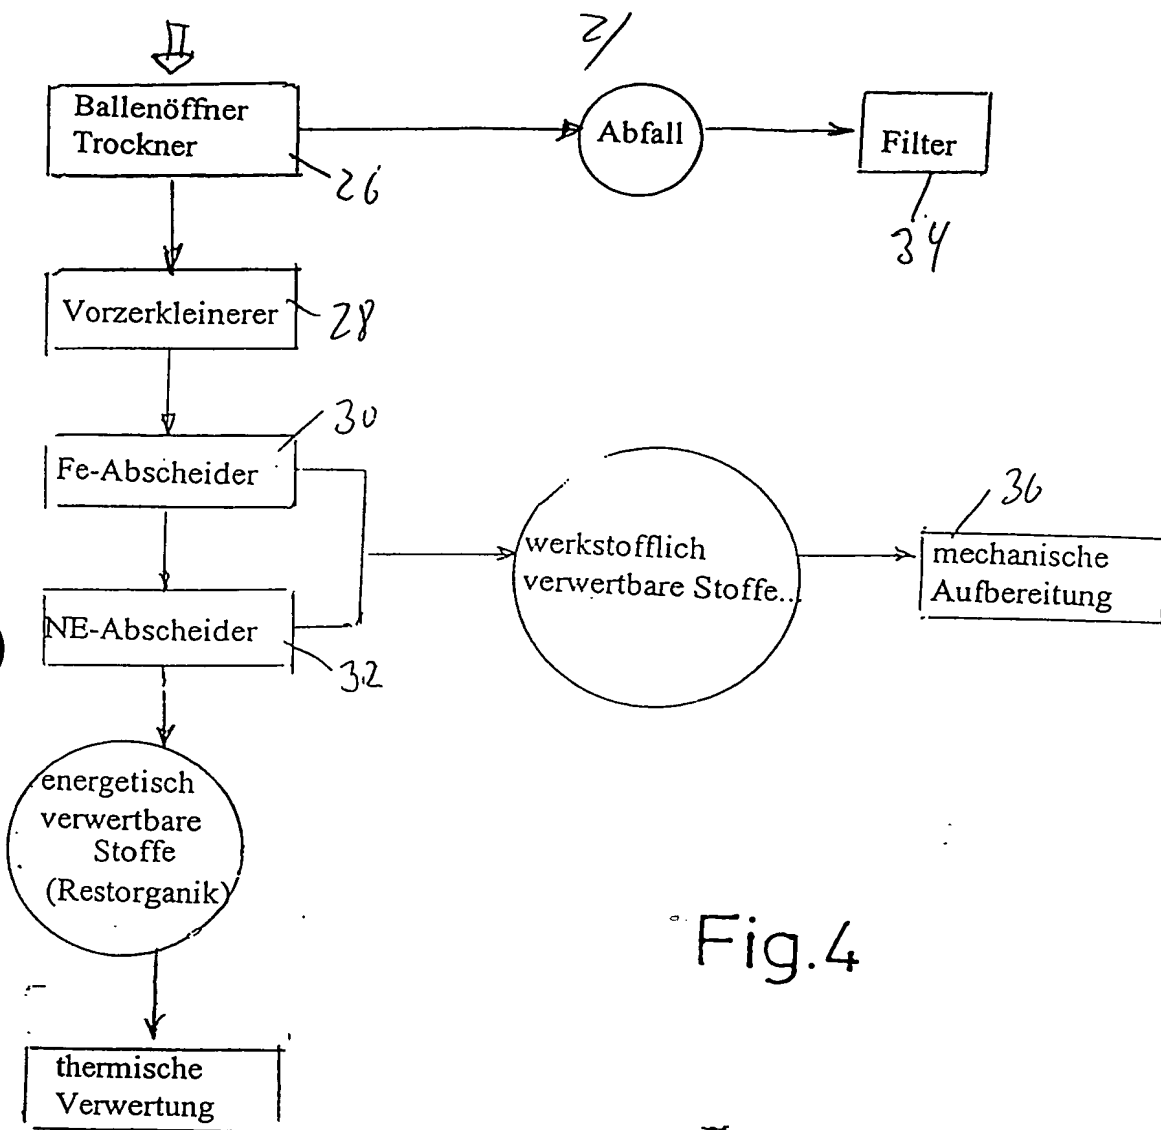 Ballenöffner
Trockner
26
21
Abfall
Filter
34
Vorzerkleinerer
28
30
Fe-Abscheider
werkstofflich
verwertbare Stoffe...
36
mechanische
Aufbereitung
NE-Abscheider
32
energetisch
verwertbare
Stoffe
(Restorganik)
Fig.4
thermische
Verwertung